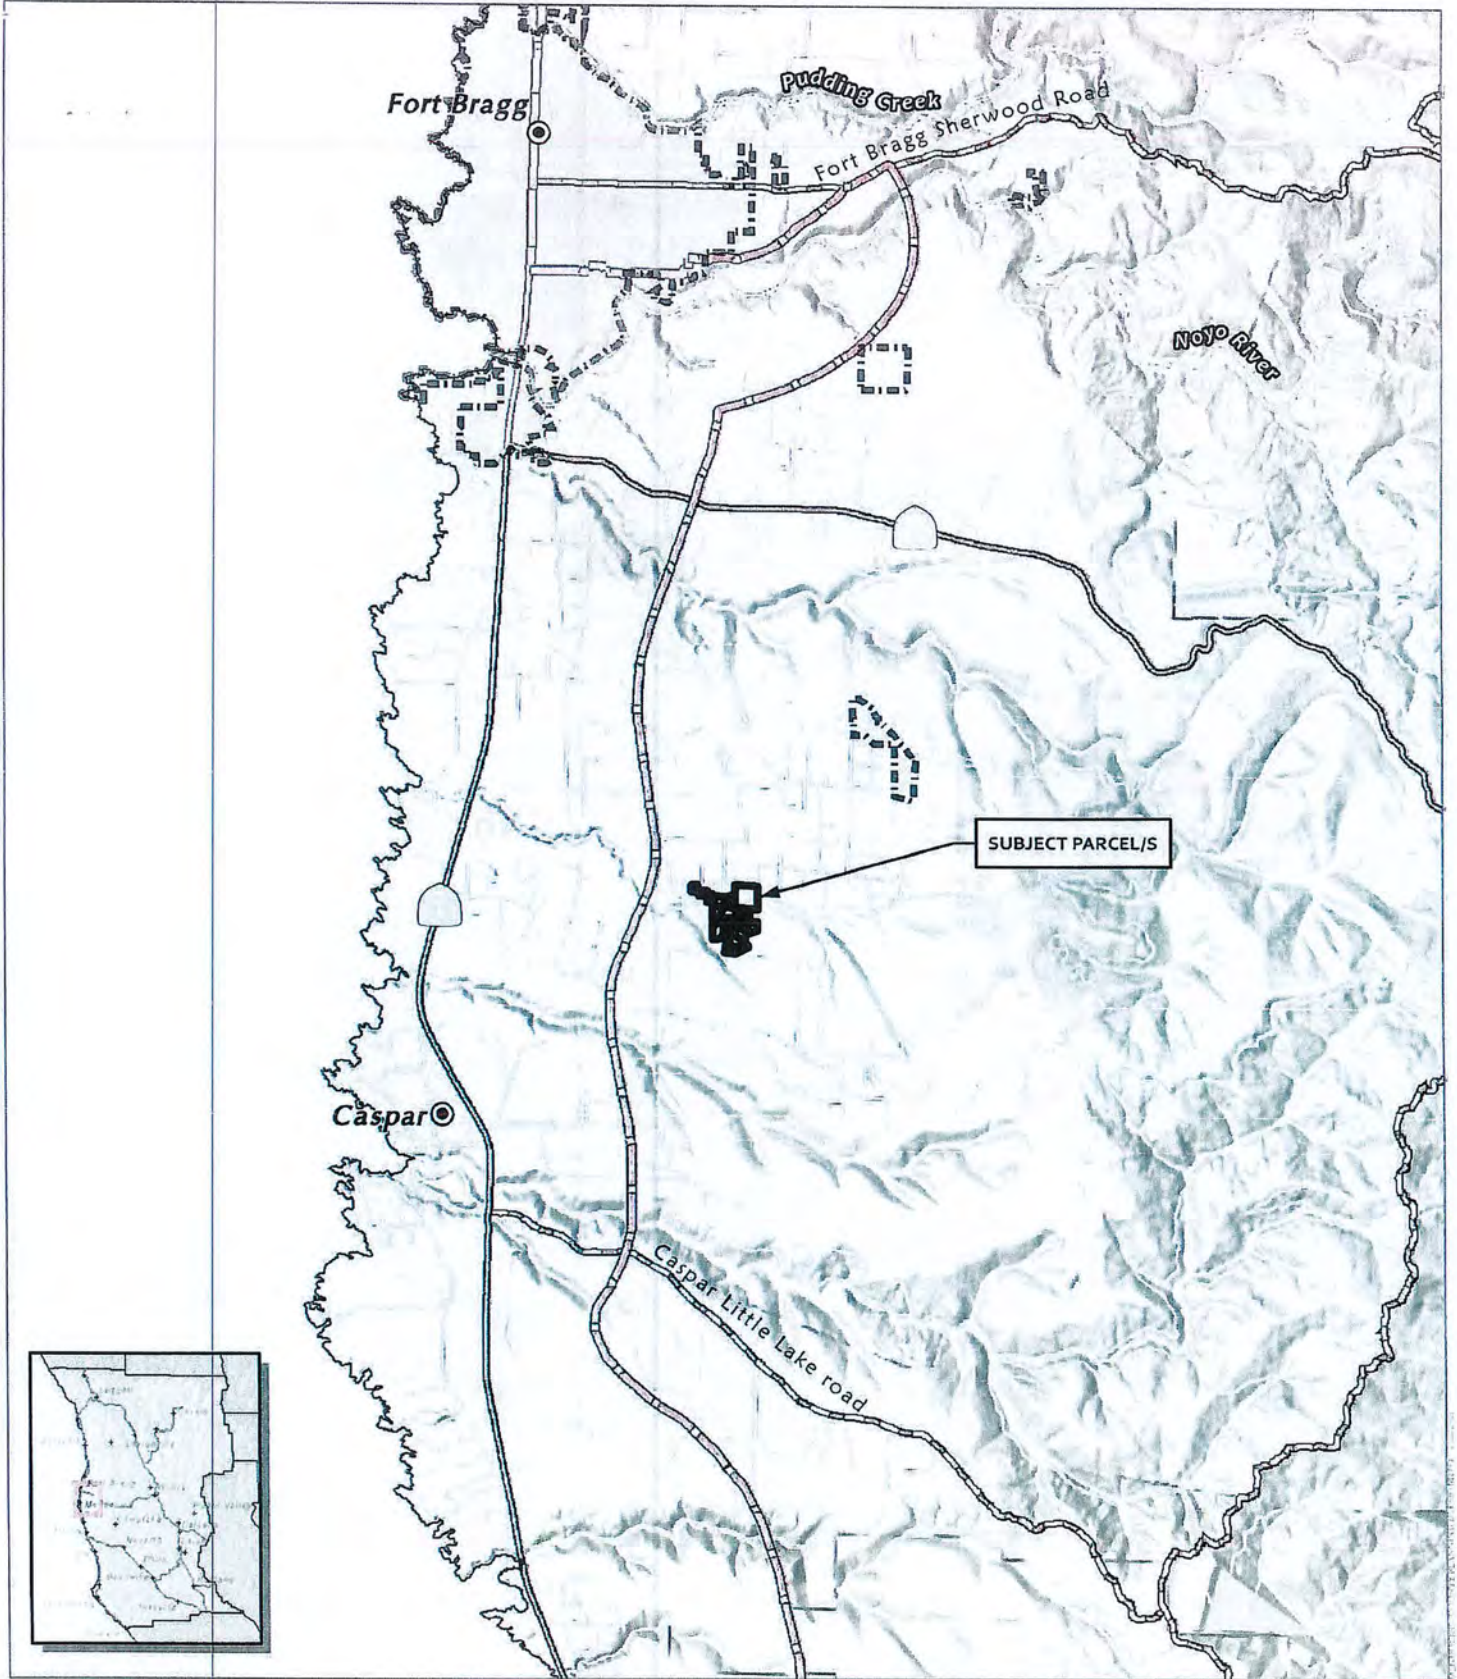 Pudding Creek
Fort Bragg
Fort Bragg Sherwood Road
Noyo River
SUBJECT PARCEL/S
Caspar
Caspar Little Lake road